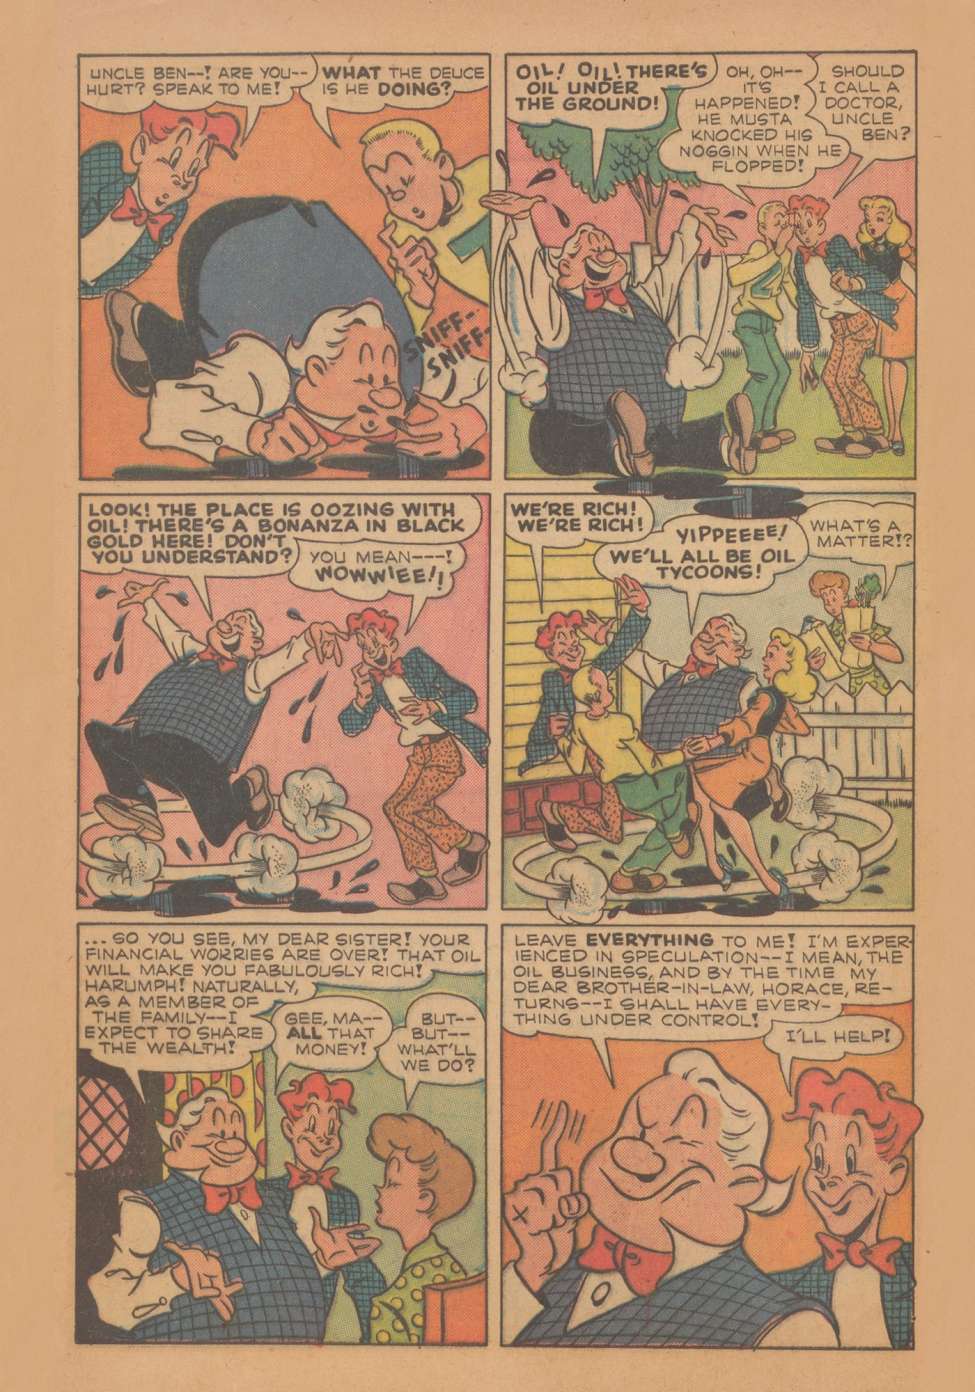 UNCLE BEN--! ARE YOU--
HURT? SPEAK TO ME!
WHAT THE DEUCE
IS HE DOING?
SNIFF--
SNIFF--
OIL! OIL! THERE'S
OIL UNDER
THE GROUND!
OH, OH--
IT'S
HAPPENED!
HE MUSTA
KNOCKED HIS
NOGGIN WHEN HE
FLOPPED!
SHOULD
I CALL A
DOCTOR,
UNCLE
BEN?
LOOK! THE PLACE IS OOZING WITH
OIL! THERE'S A BONANZA IN BLACK
GOLD HERE! DON'T
YOU UNDERSTAND?
YOU MEAN---!
WOWWIEE!!
WE'RE RICH!
WE'RE RICH!
YIPPEEEE!
WE'LL ALL BE OIL
TYCOONS!
WHAT'S A
MATTER!?
... SO YOU SEE, MY DEAR SISTER! YOUR
FINANCIAL WORRIES ARE OVER! THAT OIL
WILL MAKE YOU FABULOUSLY RICH!
HARUMPH! NATURALLY,
AS A MEMBER OF
THE FAMILY--I
EXPECT TO SHARE
THE WEALTH!
GEE, MA--
ALL THAT
MONEY!
BUT--
BUT--
WHAT'LL
WE DO?
LEAVE EVERYTHING TO ME! I'M EXPER-
IENCED IN SPECULATION--I MEAN, THE
OIL BUSINESS, AND BY THE TIME MY
DEAR BROTHER-IN-LAW, HORACE, RE-
TURNS--I SHALL HAVE EVERY-
THING UNDER CONTROL!
I'LL HELP!